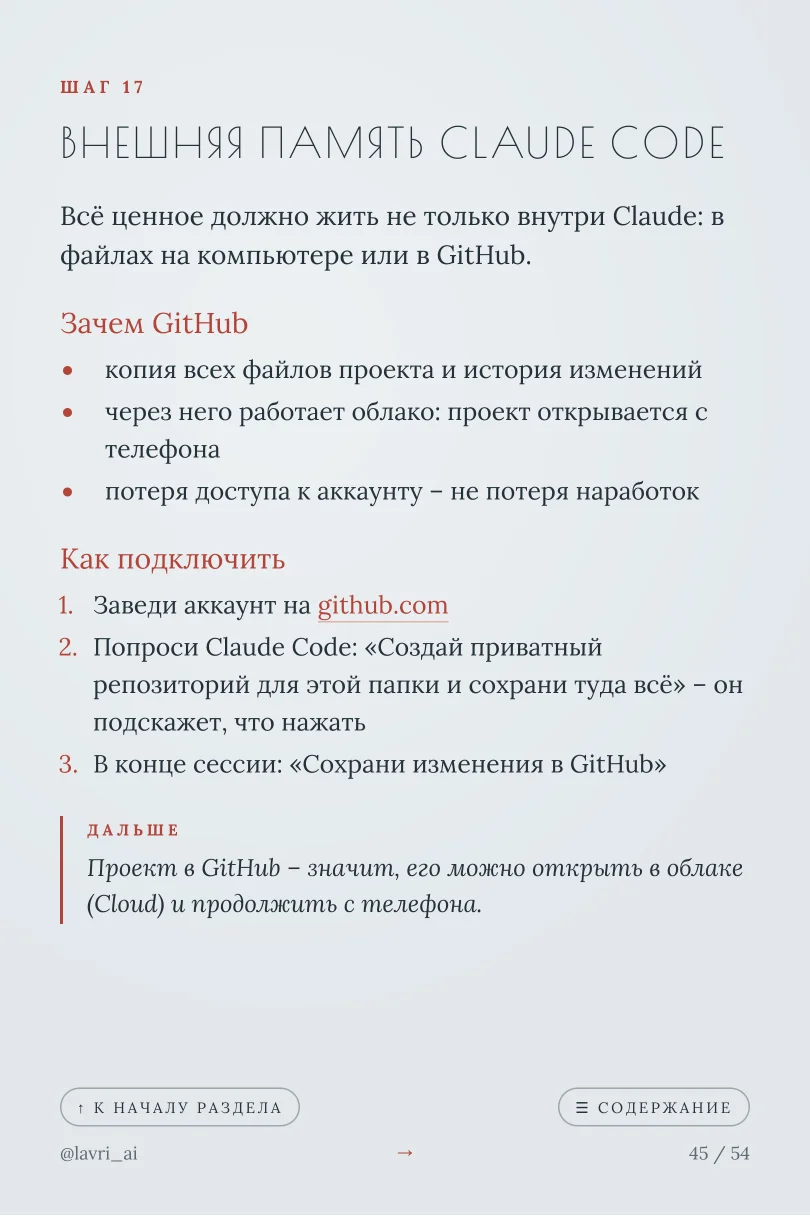 ШАГ 17
ВНЕШНЯЯ ПАМЯТЬ CLAUDE CODE
Всё ценное должно жить не только внутри Claude: в
файлах на компьютере или в GitHub.
Зачем GitHub
• копия всех файлов проекта и история изменений
• через него работает облако: проект открывается с
телефона
• потеря доступа к аккаунту – не потеря наработок
Как подключить
1. Заведи аккаунт на github.com
2. Попроси Claude Code: «Создай приватный
репозиторий для этой папки и сохрани туда всё» – он
подскажет, что нажать
3. В конце сессии: «Сохрани изменения в GitHub»
ДАЛЬШЕ
Проект в GitHub – значит, его можно открыть в облаке
(Cloud) и продолжить с телефона.
↑ К НАЧАЛУ РАЗДЕЛА
☰ СОДЕРЖАНИЕ
@lavri_ai
→
45 / 54